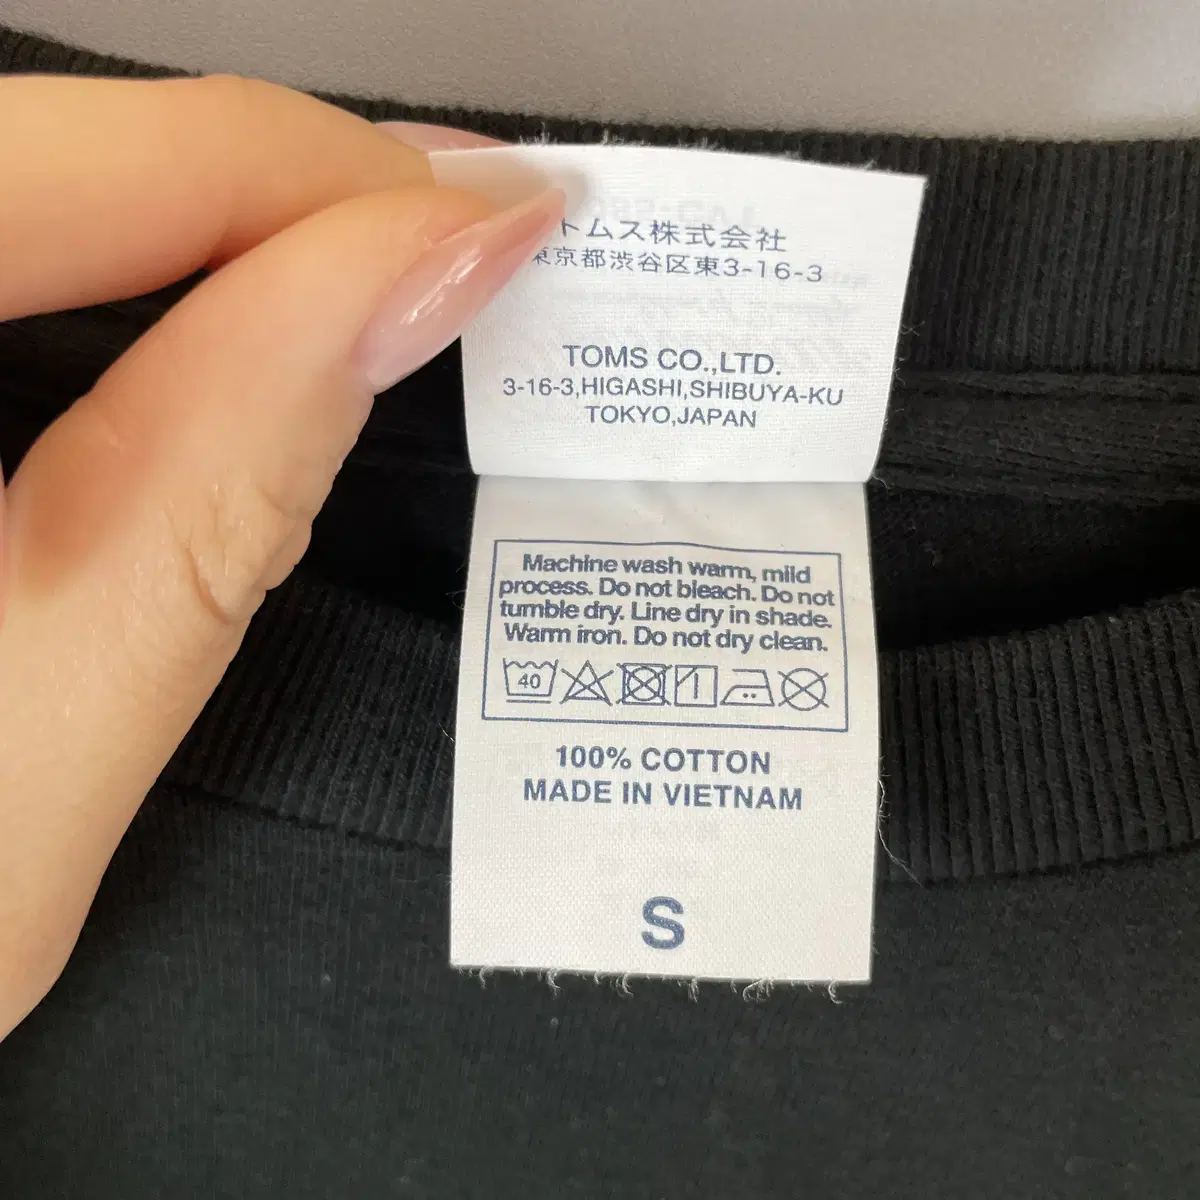 トムス株式会社
東京都渋谷区東3-16-3
TOMS CO.,LTD.
3-16-3,HIGASHI,SHIBUYA-KU
TOKYO,JAPAN
Machine wash warm, mild
process. Do not bleach. Do not
tumble dry. Line dry in shade.
Warm iron. Do not dry clean.
40
100% COTTON
MADE IN VIETNAM
S